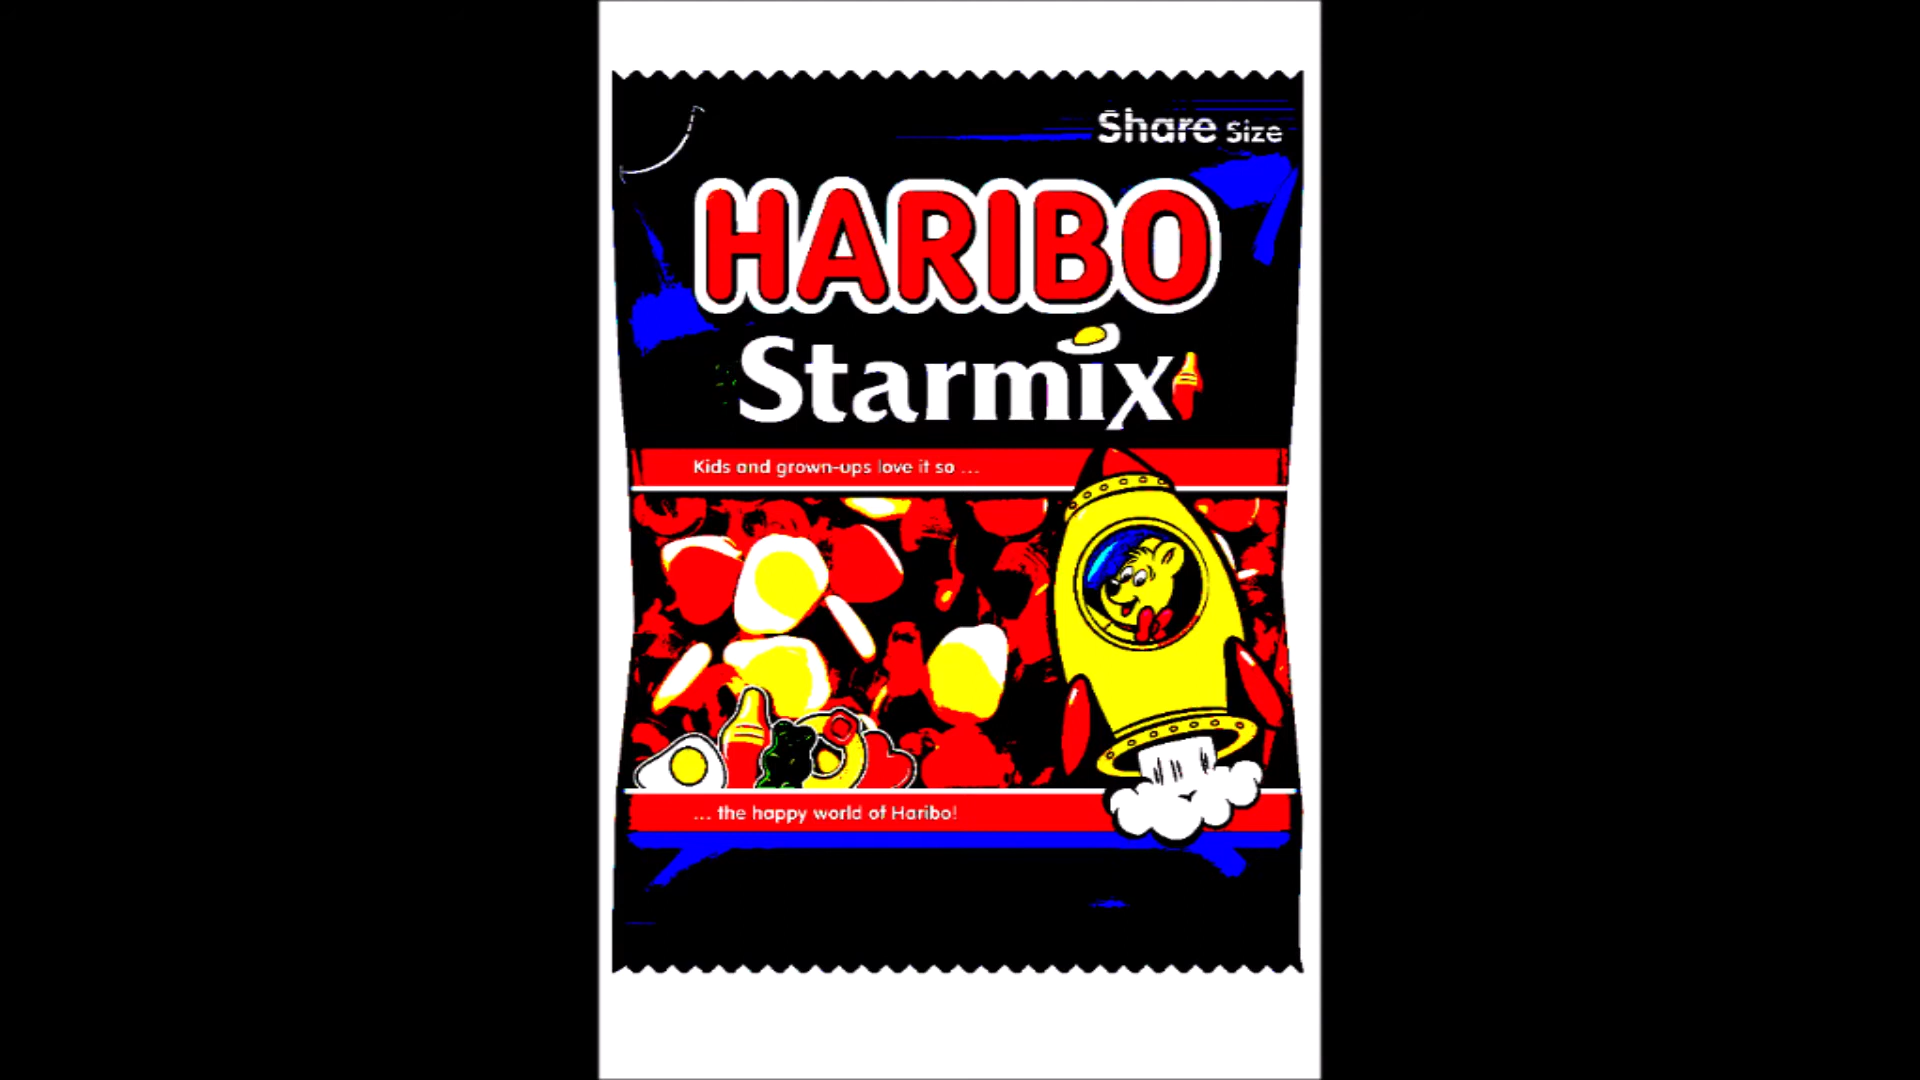 Share Size
HARIBO
Starmix
Kids and grown-ups love it so ...
... the happy world of Haribo!